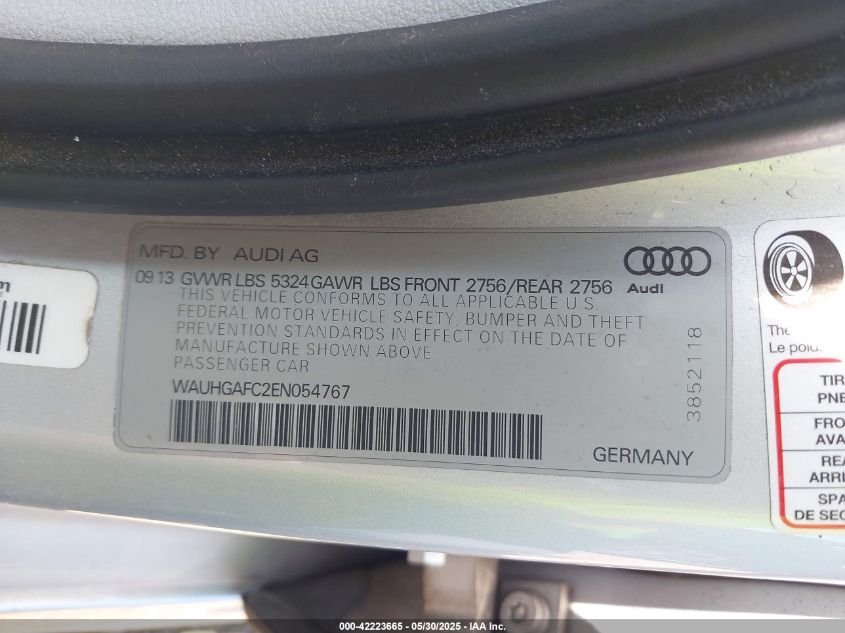 MFD. BY AUDI AG
09 13 GVWR LBS 5324 GAWR LBS FRONT 2756/REAR 2756
Audi
THIS VEHICLE CONFORMS TO ALL APPLICABLE U.S.
FEDERAL MOTOR VEHICLE SAFETY, BUMPER AND THEFT
PREVENTION STANDARDS IN EFFECT ON THE DATE OF
MANUFACTURE SHOWN ABOVE
PASSENGER CAR
WAUHGAFC2EN054767
3852118
GERMANY
The
Le poid
TIR
PNE
FRO
AVA
REA
ARRI
SPA
DE SEC
000-42223665 - 05/30/2025 - IAA Inc.